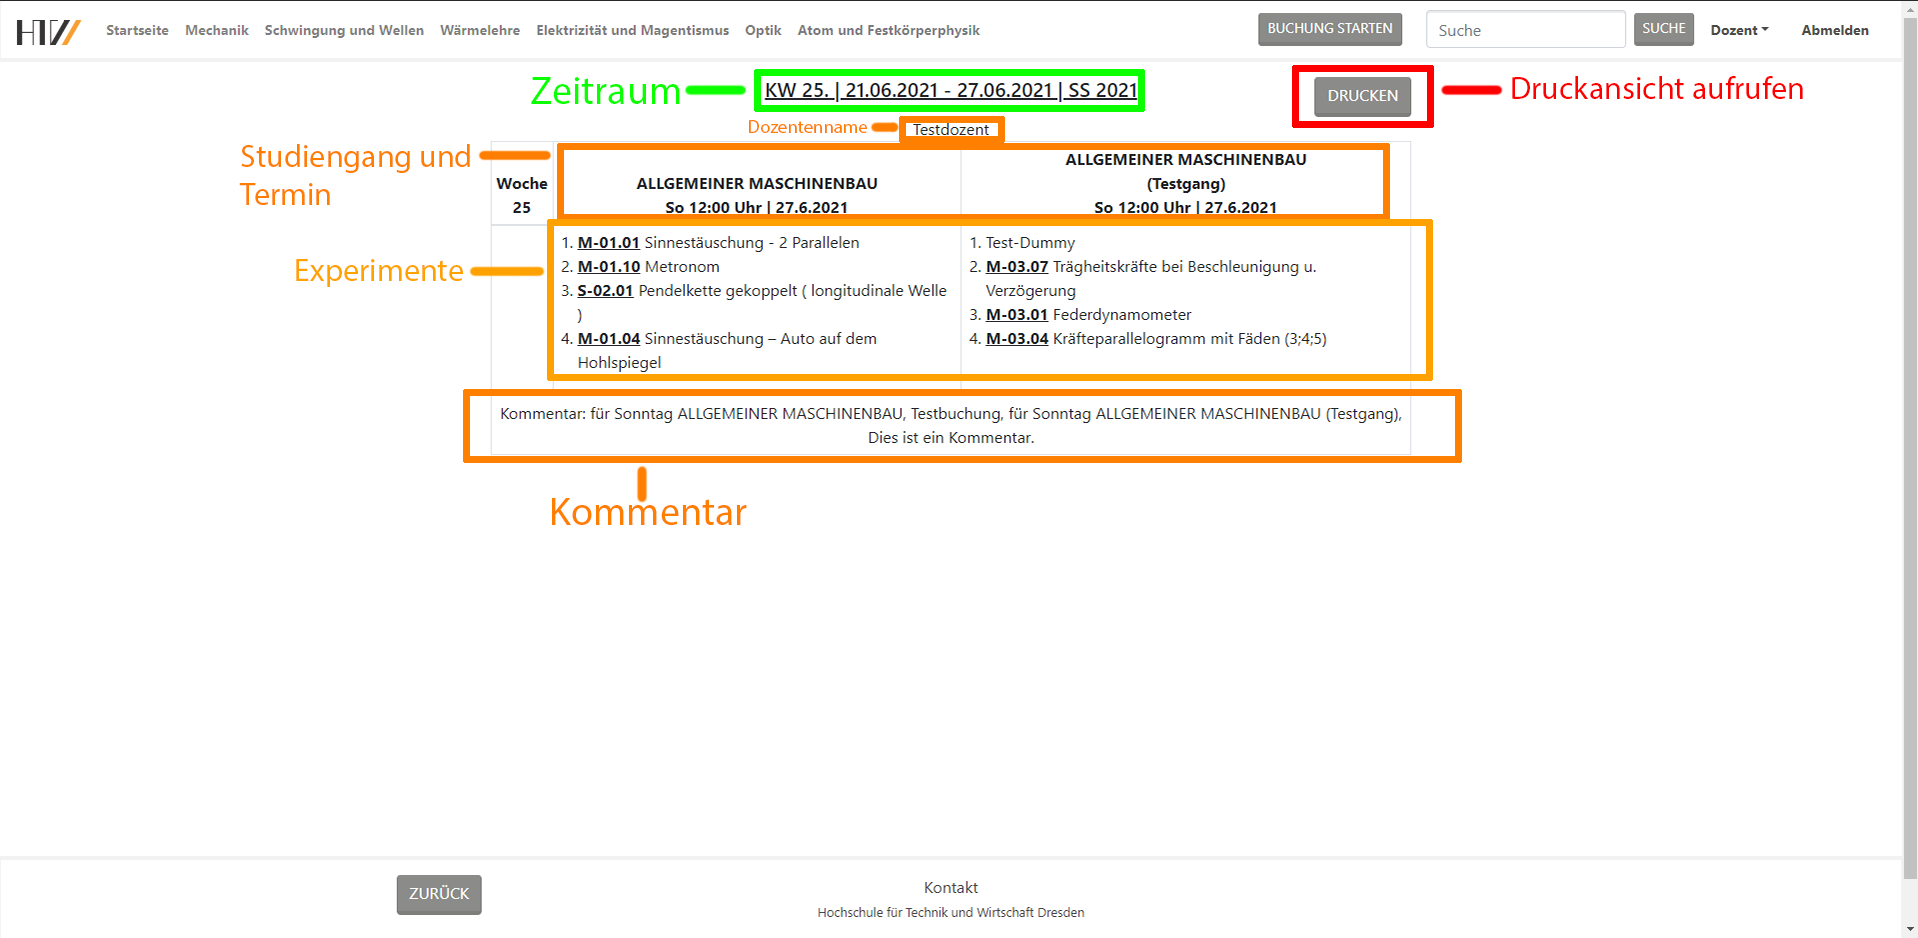 HTW Startseite Mechanik Schwingung und Wellen Wärmelehre Elektrizität und Magentismus Optik Atom und Festkörperphysik BUCHUNG STARTEN Suche SUCHE Dozent Abmelden
Zeitraum KW 25. | 21.06.2021 - 27.06.2021 | SS 2021 DRUCKEN Druckansicht aufrufen
Dozentenname Testdozent
Studiengang und
Termin
Woche
25
ALLGEMEINER MASCHINENBAU
So 12:00 Uhr | 27.6.2021
ALLGEMEINER MASCHINENBAU
(Testgang)
So 12:00 Uhr | 27.6.2021
Experimente
1. M-01.01 Sinnestäuschung - 2 Parallelen
2. M-01.10 Metronom
3. S-02.01 Pendelkette gekoppelt ( longitudinale Welle
)
4. M-01.04 Sinnestäuschung – Auto auf dem
Hohlspiegel
1. Test-Dummy
2. M-03.07 Trägheitskräfte bei Beschleunigung u.
Verzögerung
3. M-03.01 Federdynamometer
4. M-03.04 Kräfteparallelogramm mit Fäden (3;4;5)
Kommentar: für Sonntag ALLGEMEINER MASCHINENBAU, Testbuchung, für Sonntag ALLGEMEINER MASCHINENBAU (Testgang),
Dies ist ein Kommentar.
Kommentar
ZURÜCK
Kontakt
Hochschule für Technik und Wirtschaft Dresden